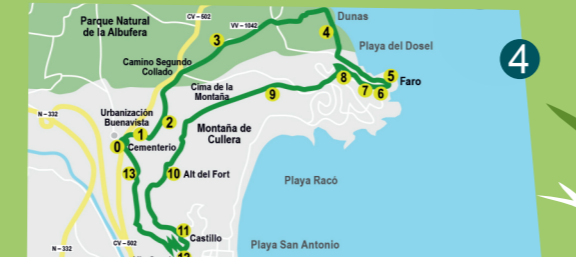 Parque Natural
de la Albufera
CV-502
VV-1042
Dunas
4
3
Playa del Dosel
4
Camino Segundo
Collado
8
5
Faro
7
6
Cima de la
Montaña
9
N-332
Urbanización
Buenavista
1
2
0
Cementerio
Montaña de
Cullera
13
10
Alt del Fort
Playa Racó
11
Castillo
N-332
CV-502
12
Playa San Antonio